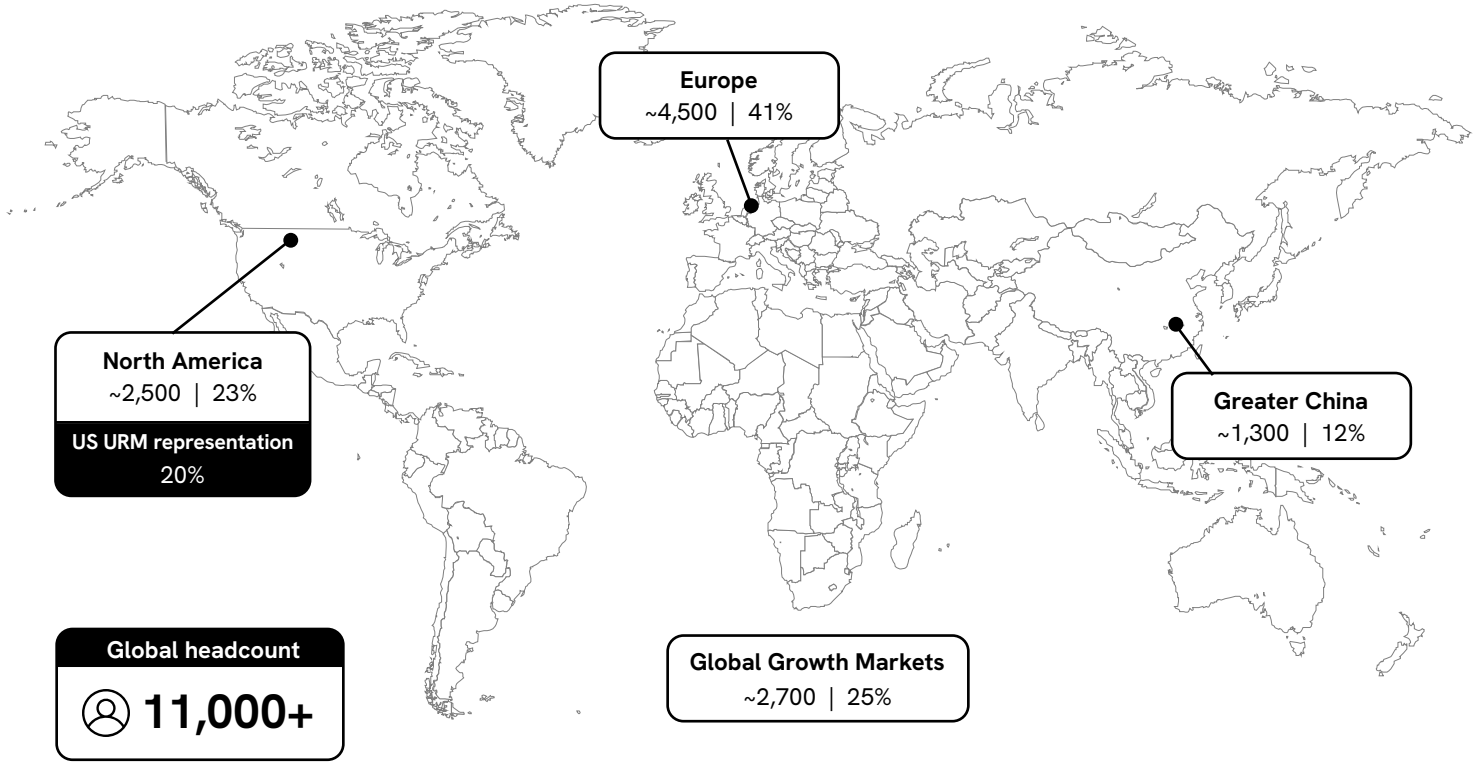 Europe
~4,500 | 41%
North America
~2,500 | 23%
US URM representation
20%
Greater China
~1,300 | 12%
Global headcount
11,000+
Global Growth Markets
~2,700 | 25%